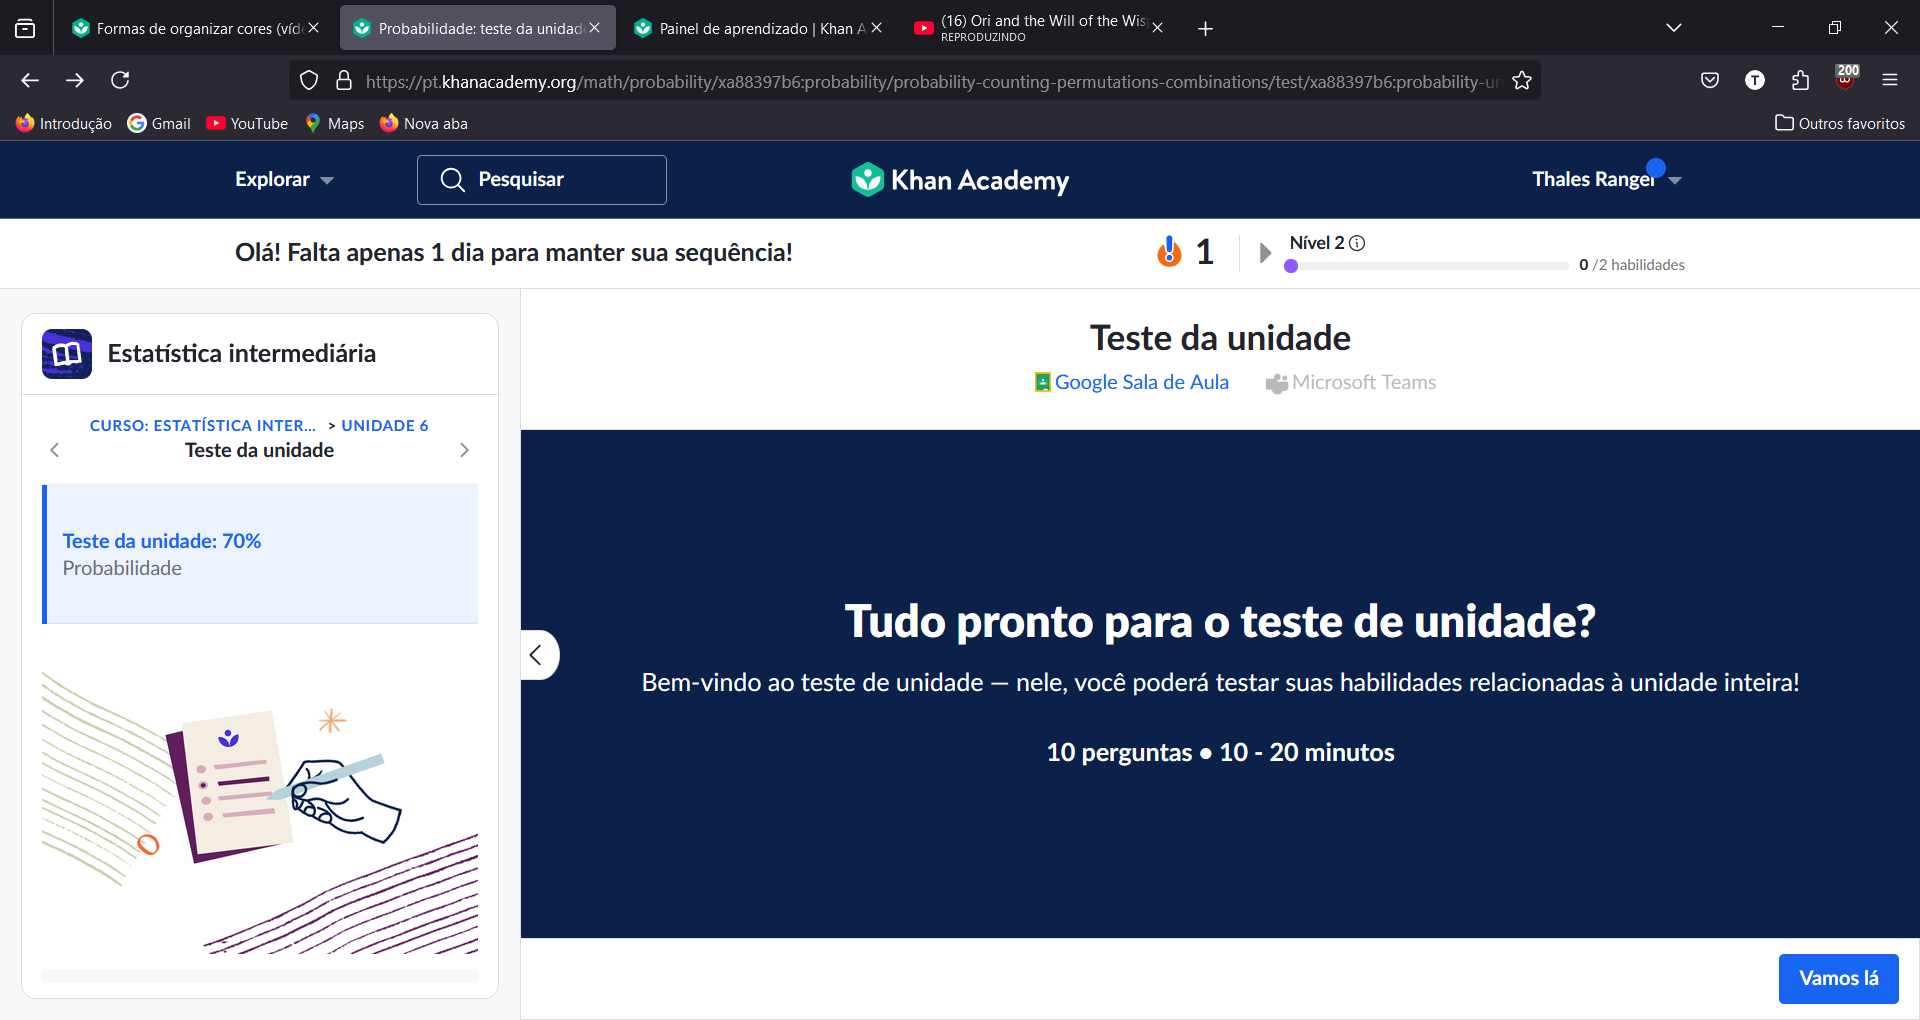 Formas de organizar cores (víd
Probabilidade: teste da unidad
Painel de aprendizado | Khan A
(16) Ori and the Will of the Wis
REPRODUZINDO
https://pt.khanacademy.org/math/probability/xa88397b6:probability/probability-counting-permutations-combinations/test/xa88397b6:probability-un
T
200
Introdução
Gmail
YouTube
Maps
Nova aba
Outros favoritos
Explorar
Pesquisar
Khan Academy
Thales Rangel
Olá! Falta apenas 1 dia para manter sua sequência!
1
Nível 2
0 /2 habilidades
Estatística intermediária
CURSO: ESTATÍSTICA INTER... > UNIDADE 6
Teste da unidade
Teste da unidade: 70%
Probabilidade
Teste da unidade
Google Sala de Aula
Microsoft Teams
Tudo pronto para o teste de unidade?
Bem-vindo ao teste de unidade — nele, você poderá testar suas habilidades relacionadas à unidade inteira!
10 perguntas • 10 - 20 minutos
Vamos lá